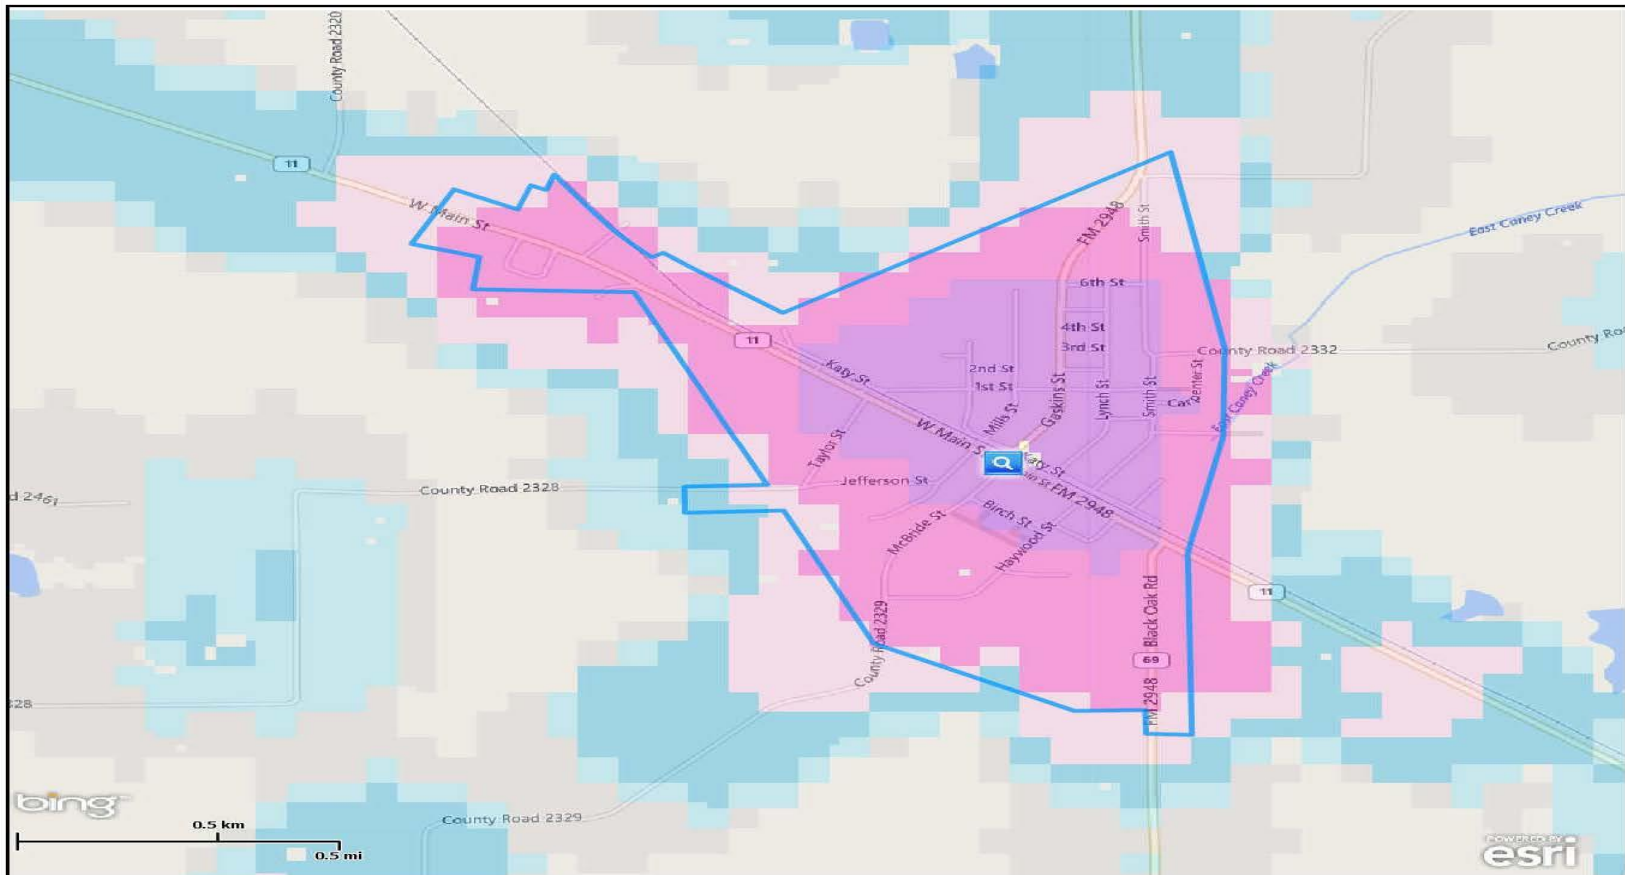 County Road 2320
11
W Main St
FM 2948
Smith St
East Caney Creek
6th St
4th St
3rd St
11
County Road 2332
Katy St
2nd St
1st St
Gaskins St
Lynch St
Smith St
Carpenter St
Mills St
East Caney Creek
W Main S
Katy St
Taylor St
Jefferson St
FM 2948
County Road 2328
d 2461
McBride St
Birch St
Haywood St
11
Black Oak Rd
County Road 2329
69
FM 2948
328
bing
County Road 2329
0.5 km
0.5 mi
POWERED BY
esri